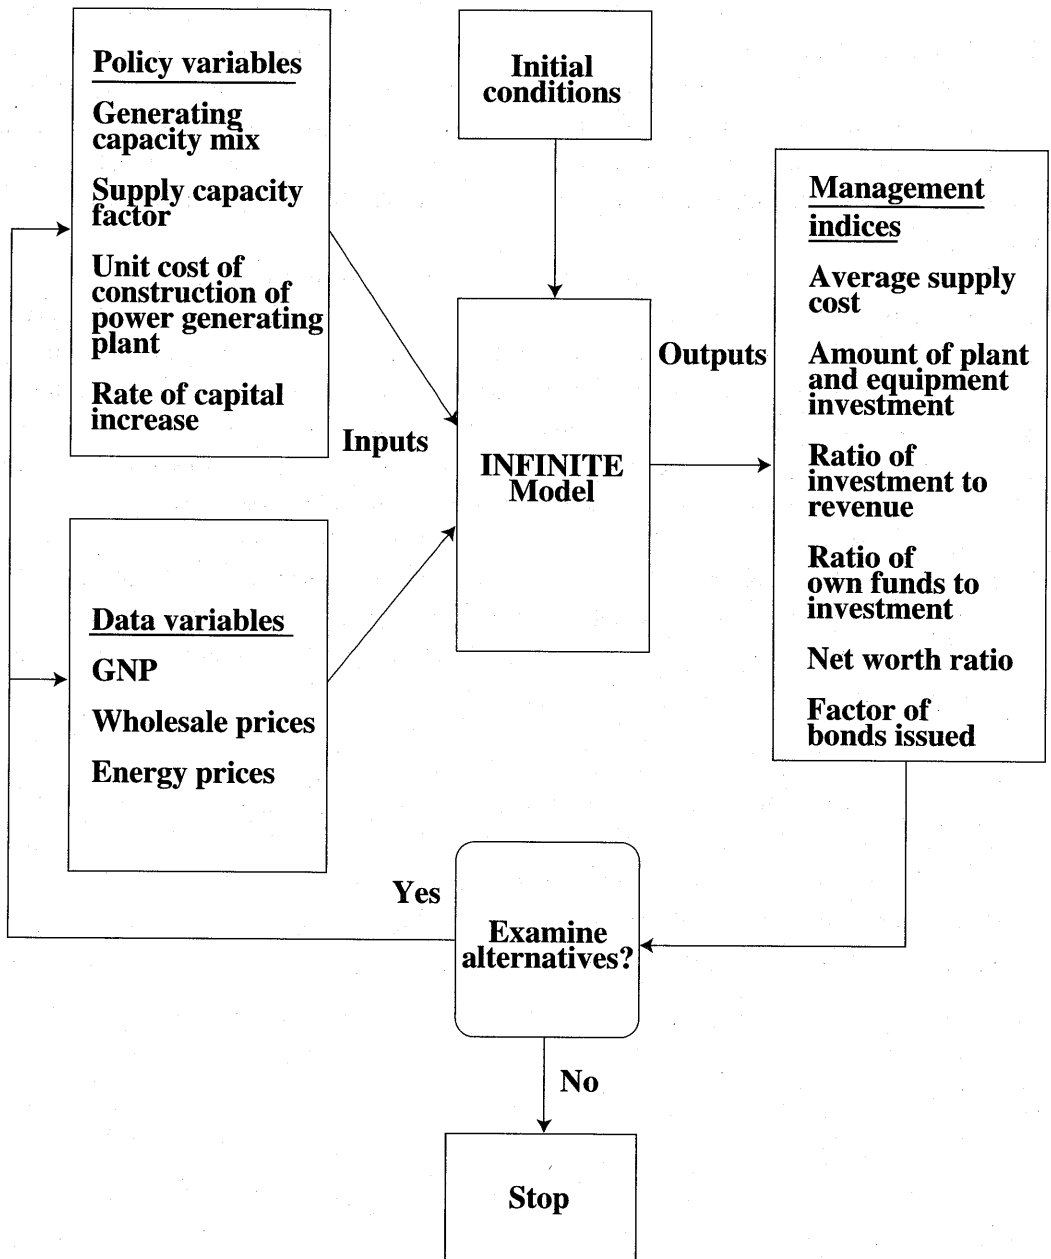 Policy variables
Generating
capacity mix
Supply capacity
factor
Unit cost of
construction of
power generating
plant
Rate of capital
increase
Initial
conditions
Inputs
Data variables
GNP
Wholesale prices
Energy prices
INFINITE
Model
Outputs
Management
indices
Average supply
cost
Amount of plant
and equipment
investment
Ratio of
investment to
revenue
Ratio of
own funds to
investment
Net worth ratio
Factor of
bonds issued
Yes
Examine
alternatives?
No
Stop